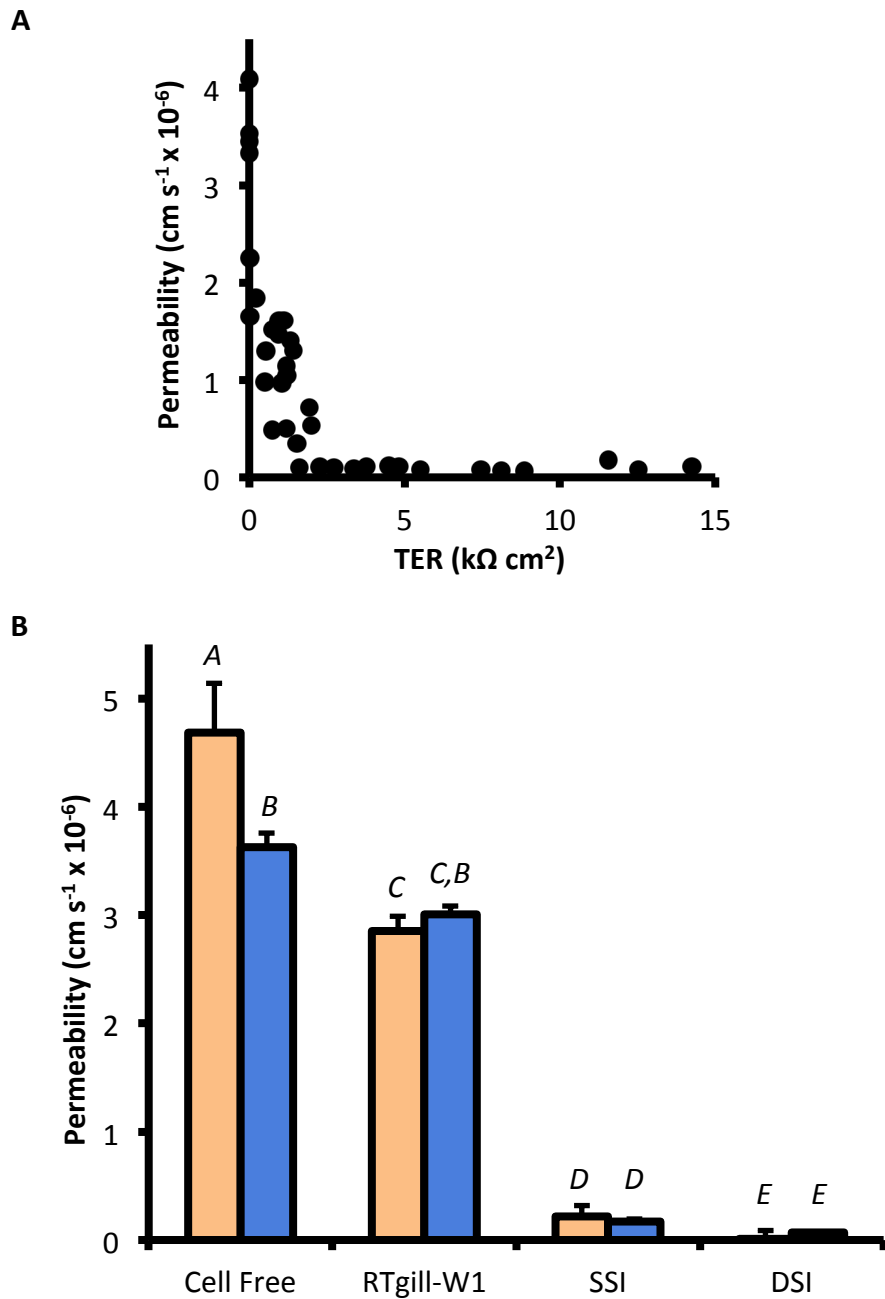 A
Permeability (cm s⁻¹ x 10⁻⁶)
4
3
2
1
0
0 5 10 15
TER (kΩ cm²)
B
Permeability (cm s⁻¹ x 10⁻⁶)
5
4
3
2
1
0
A
B
C
C,B
D
D
E
E
Cell Free RTgill-W1 SSI DSI